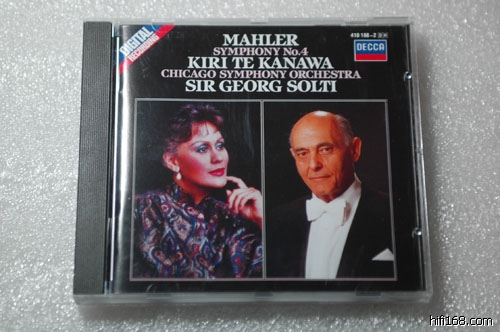 DIGITAL
RECORDING
MAHLER
SYMPHONY No.4
KIRI TE KANAWA
CHICAGO SYMPHONY ORCHESTRA
SIR GEORG SOLTI
410 188-2
DECCA
hifi168.com